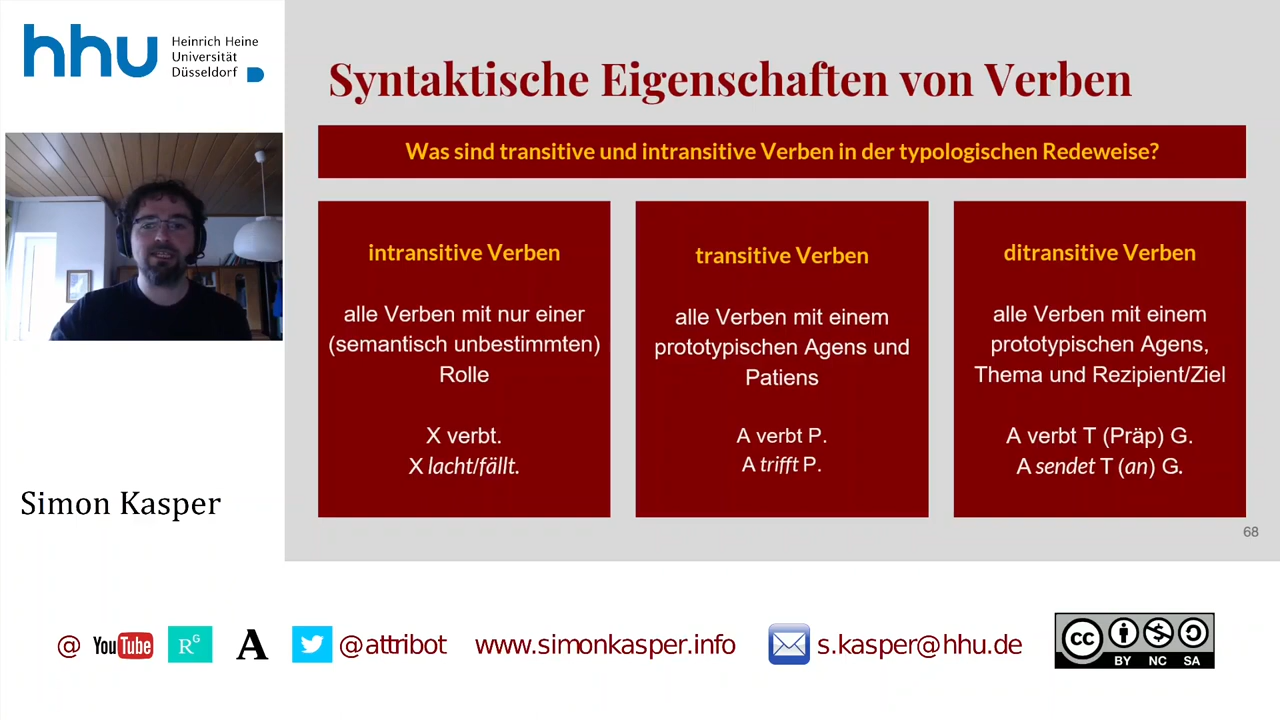 hhu
Heinrich Heine
Universität
Düsseldorf
Syntaktische Eigenschaften von Verben
Was sind transitive und intransitive Verben in der typologischen Redeweise?
intransitive Verben
alle Verben mit nur einer
(semantisch unbestimmten)
Rolle
X verbt.
X lacht/fällt.
transitive Verben
alle Verben mit einem
prototypischen Agens und
Patiens
A verbt P.
A trifft P.
ditransitive Verben
alle Verben mit einem
prototypischen Agens,
Thema und Rezipient/Ziel
A verbt T (Präp) G.
A sendet T (an) G.
68
Simon Kasper
@ YouTube RG A @attribot www.simonkasper.info s.kasper@hhu.de
cc BY NC SA